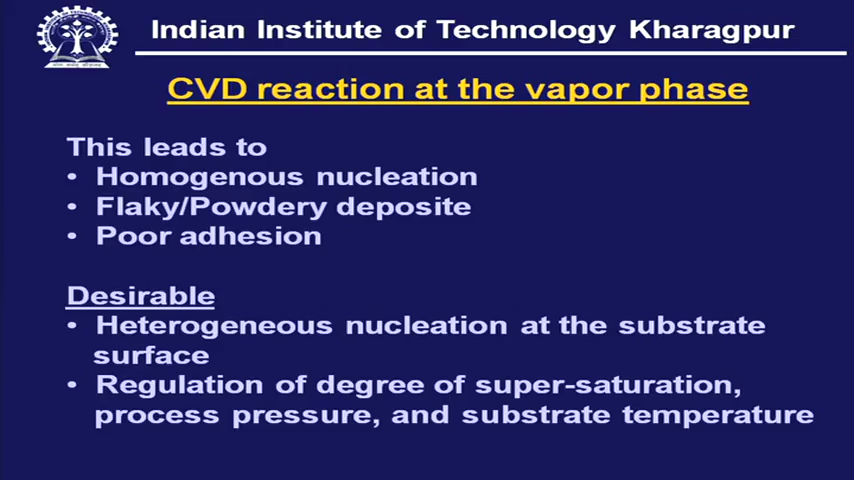 Indian Institute of Technology Kharagpur
CVD reaction at the vapor phase
This leads to
• Homogenous nucleation
• Flaky/Powdery deposite
• Poor adhesion
Desirable
• Heterogeneous nucleation at the substrate
surface
• Regulation of degree of super-saturation,
process pressure, and substrate temperature